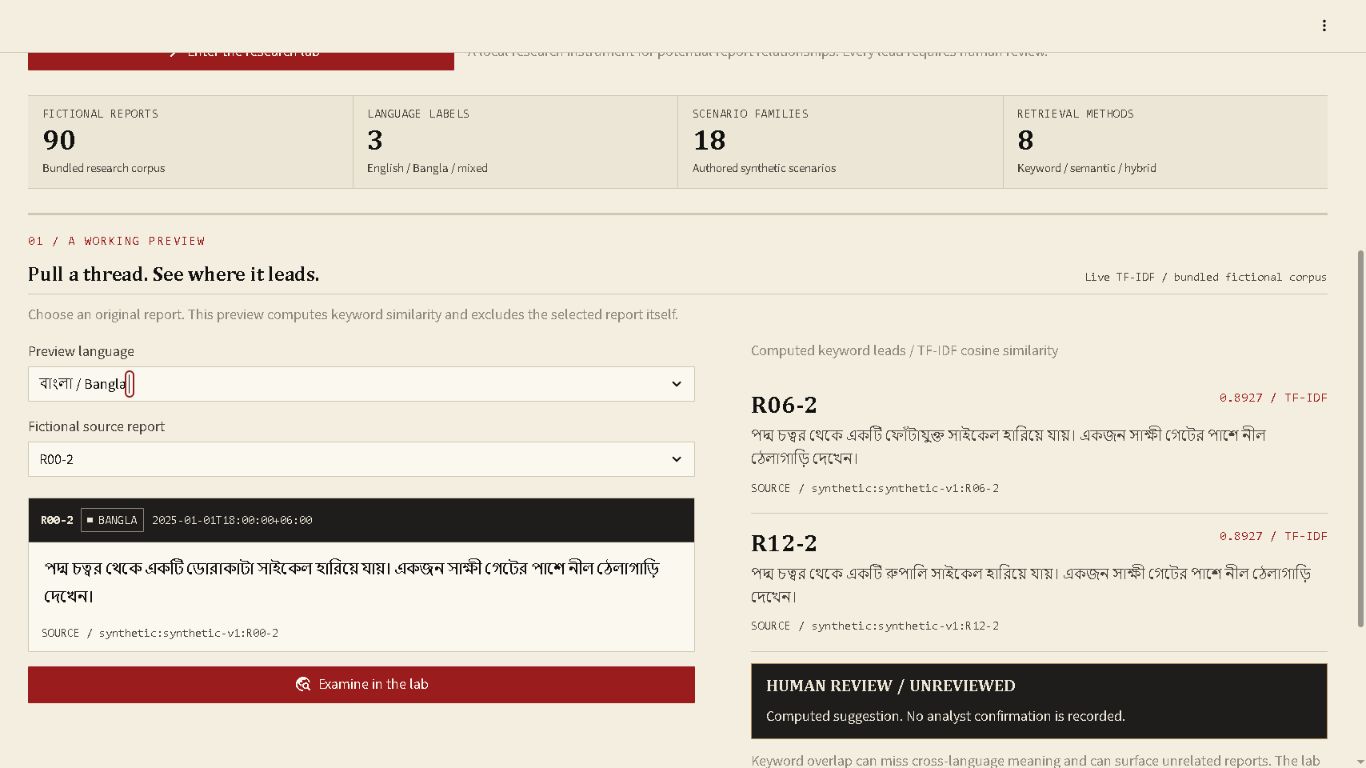 Enter the research lab
A local research instrument for potential report relationships. Every lead requires human review.
FICTIONAL REPORTS
90
Bundled research corpus
LANGUAGE LABELS
3
English / Bangla / mixed
SCENARIO FAMILIES
18
Authored synthetic scenarios
RETRIEVAL METHODS
8
Keyword / semantic / hybrid
01 / A WORKING PREVIEW
Pull a thread. See where it leads.
Live TF-IDF / bundled fictional corpus
Choose an original report. This preview computes keyword similarity and excludes the selected report itself.
Preview language
বাংলা / Bangla
Fictional source report
R00-2
R00-2 ■ BANGLA 2025-01-01T18:00:00+06:00
পদ্ম চত্বর থেকে একটি ডোরাকাটা সাইকেল হারিয়ে যায়। একজন সাক্ষী গেটের পাশে নীল ঠেলাগাড়ি
দেখেন।
SOURCE / synthetic:synthetic-v1:R00-2
Examine in the lab
Computed keyword leads / TF-IDF cosine similarity
R06-2
0.8927 / TF-IDF
পদ্ম চত্বর থেকে একটি ফোঁটাযুক্ত সাইকেল হারিয়ে যায়। একজন সাক্ষী গেটের পাশে নীল
ঠেলাগাড়ি দেখেন।
SOURCE / synthetic:synthetic-v1:R06-2
R12-2
0.8927 / TF-IDF
পদ্ম চত্বর থেকে একটি রুপালি সাইকেল হারিয়ে যায়। একজন সাক্ষী গেটের পাশে নীল ঠেলাগাড়ি
দেখেন।
SOURCE / synthetic:synthetic-v1:R12-2
HUMAN REVIEW / UNREVIEWED
Computed suggestion. No analyst confirmation is recorded.
Keyword overlap can miss cross-language meaning and can surface unrelated reports. The lab